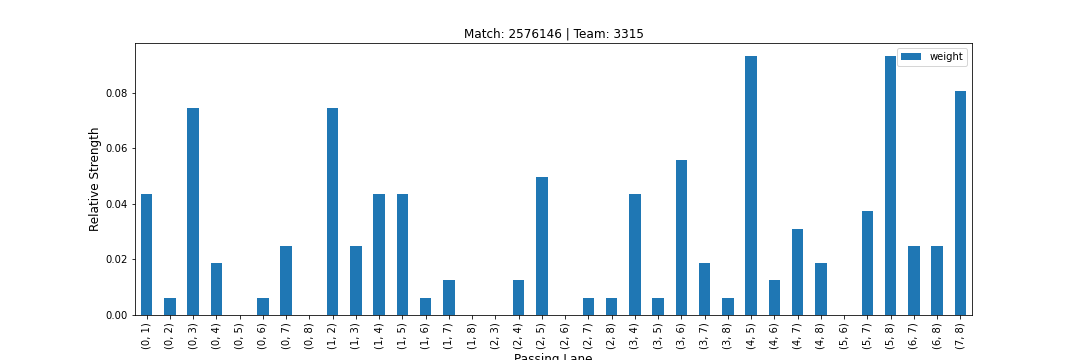 Match: 2576146 | Team: 3315
weight
Relative Strength
0.08
0.06
0.04
0.02
0.00
(0, 1) (0, 2) (0, 3) (0, 4) (0, 5) (0, 6) (0, 7) (0, 8) (1, 2) (1, 3) (1, 4) (1, 5) (1, 6) (1, 7) (1, 8) (2, 3) (2, 4) (2, 5) (2, 6) (2, 7) (2, 8) (3, 4) (3, 5) (3, 6) (3, 7) (3, 8) (4, 5) (4, 6) (4, 7) (4, 8) (5, 6) (5, 7) (5, 8) (6, 7) (6, 8) (7, 8)
Passing Lane